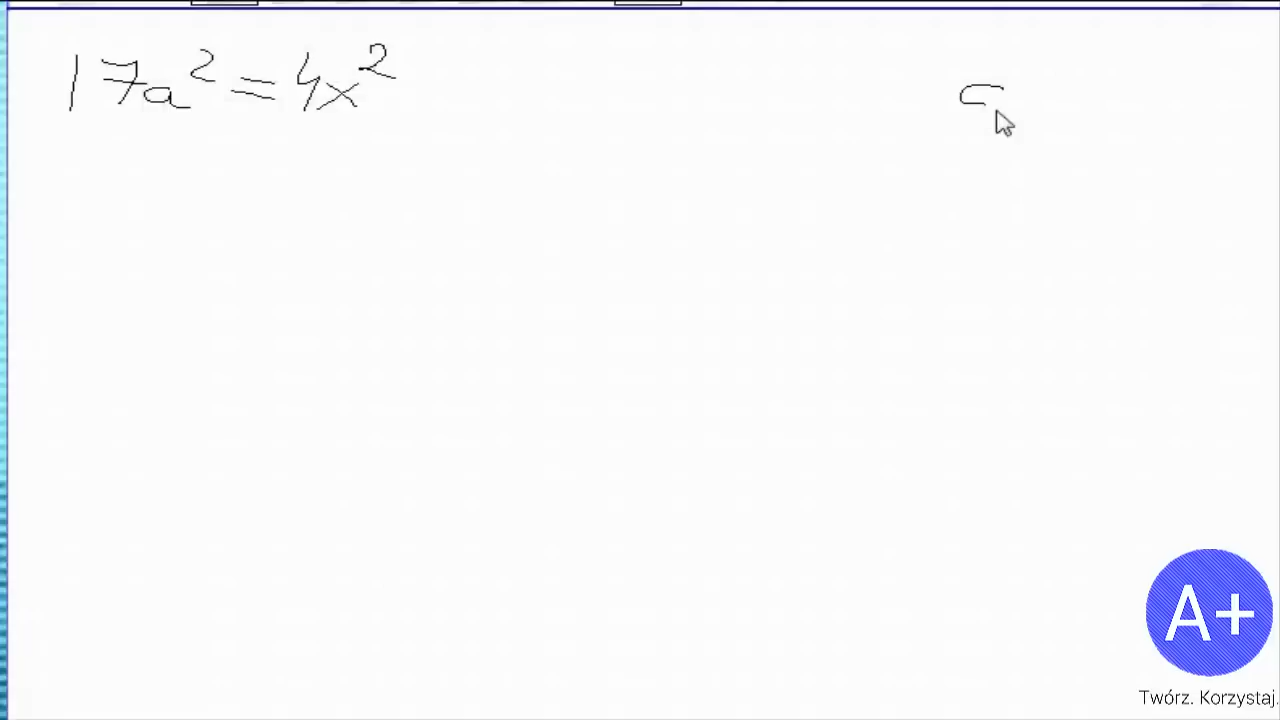 17a² = 4x²
A+
Twórz. Korzystaj.